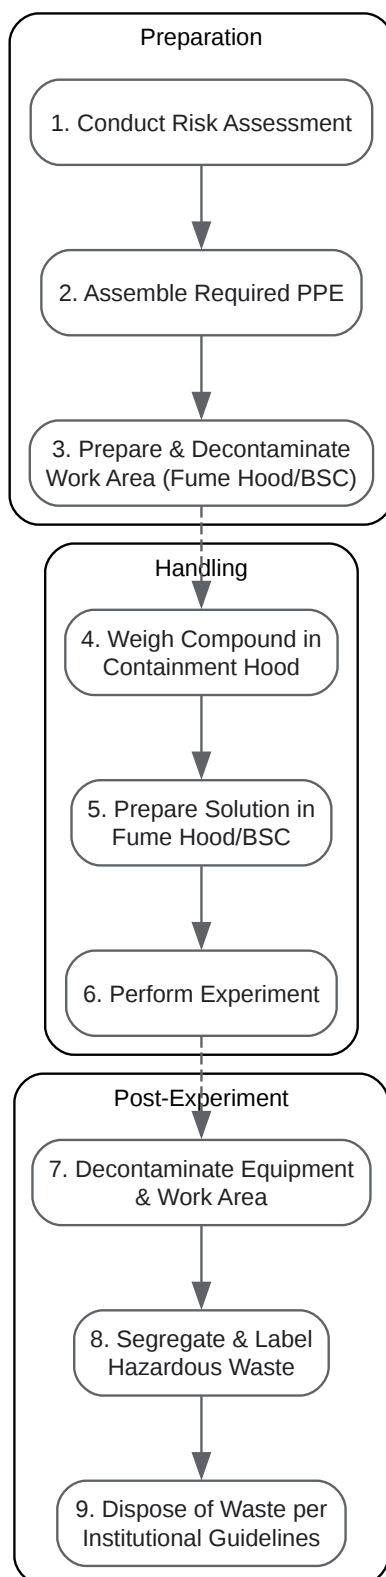 Preparation
1. Conduct Risk Assessment
2. Assemble Required PPE
3. Prepare & Decontaminate
Work Area (Fume Hood/BSC)
Handling
4. Weigh Compound in
Containment Hood
5. Prepare Solution in
Fume Hood/BSC
6. Perform Experiment
Post-Experiment
7. Decontaminate Equipment
& Work Area
8. Segregate & Label
Hazardous Waste
9. Dispose of Waste per
Institutional Guidelines